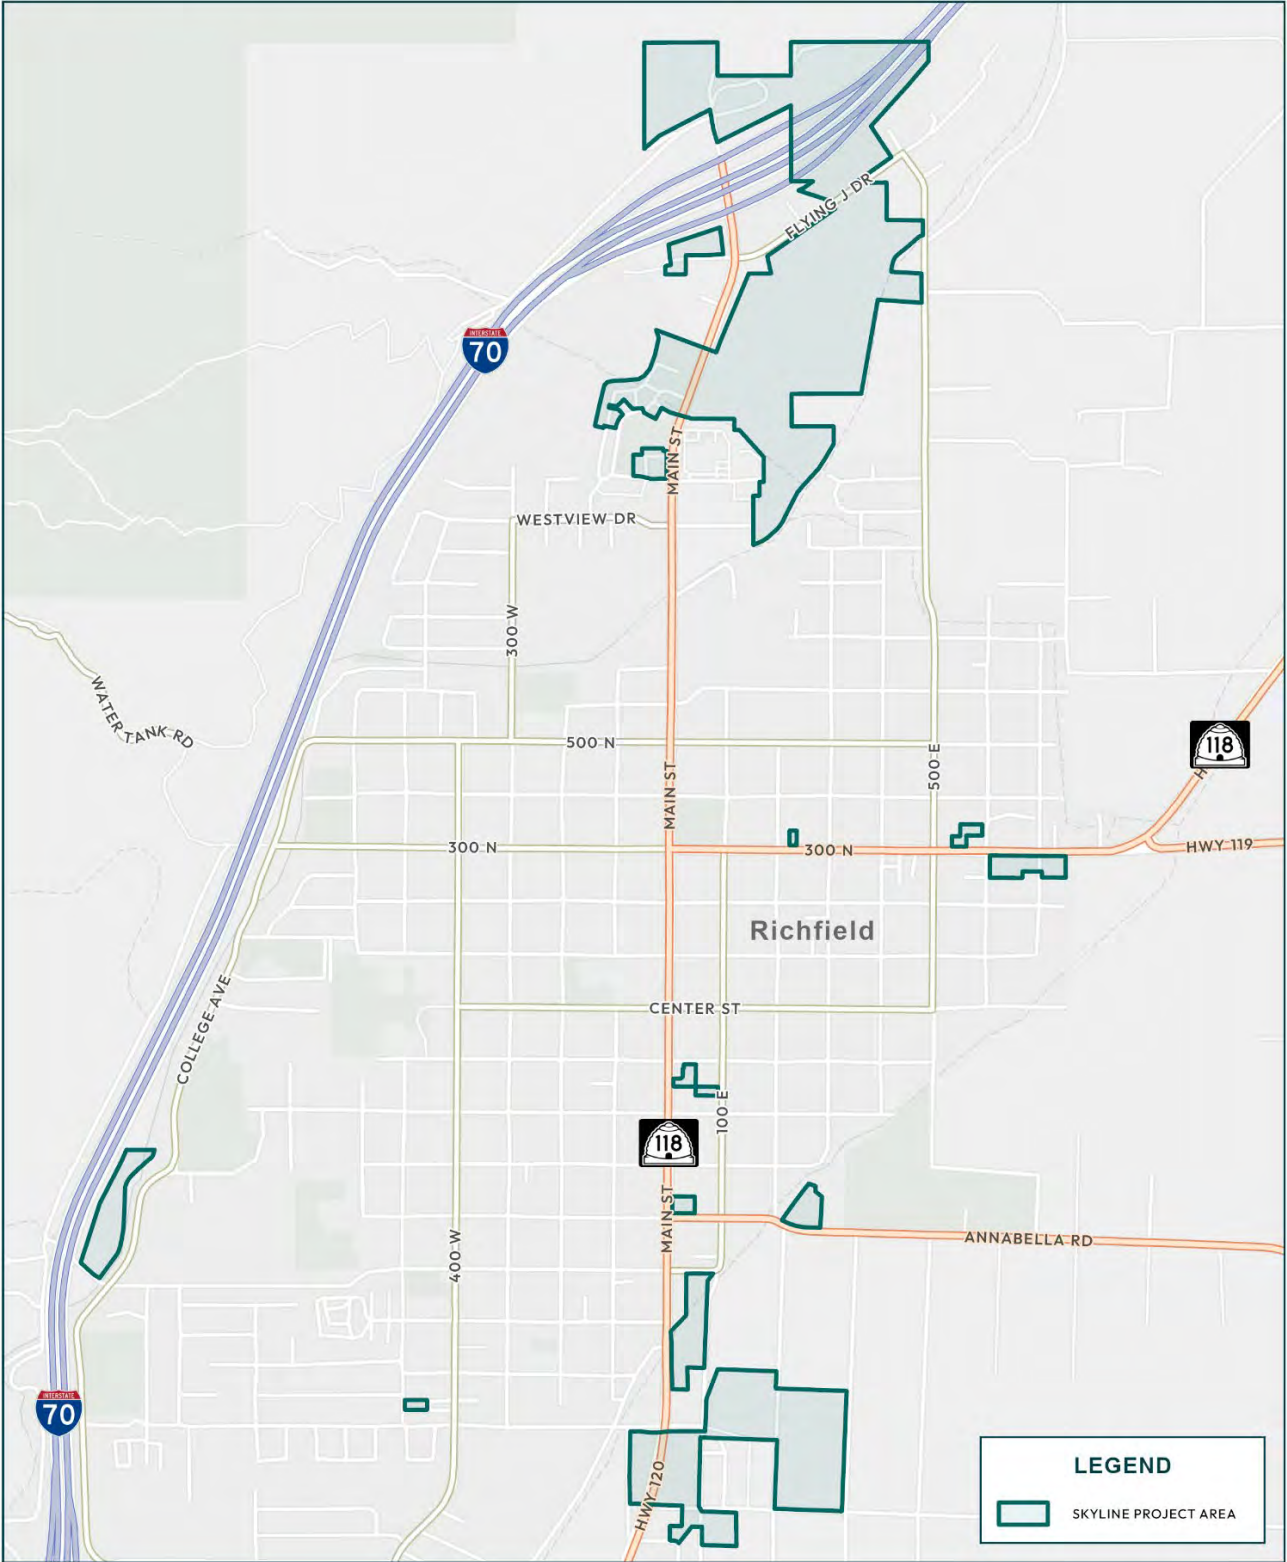 FLYING J DR
INTERSTATE
70
MAIN ST
WESTVIEW DR
300 W
WATER TANK RD
118
H
500 N
500 E
MAIN ST
300 N
300 N
HWY 119
Richfield
COLLEGE AVE
CENTER ST
100 E
118
MAIN ST
400 W
ANNABELLA RD
INTERSTATE
70
HWY 120
LEGEND
SKYLINE PROJECT AREA